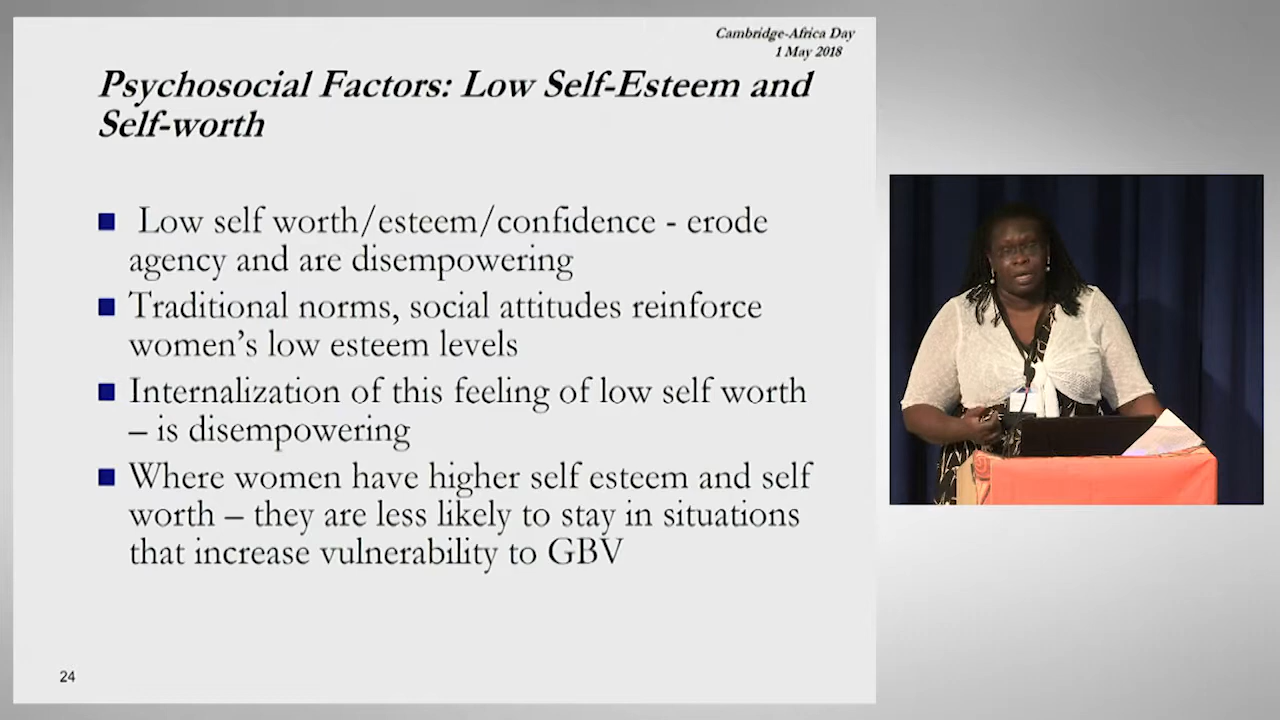 Cambridge-Africa Day
1 May 2018
Psychosocial Factors: Low Self-Esteem and
Self-worth
■ Low self worth/esteem/confidence - erode
agency and are disempowering
■ Traditional norms, social attitudes reinforce
women’s low esteem levels
■ Internalization of this feeling of low self worth
– is disempowering
■ Where women have higher self esteem and self
worth – they are less likely to stay in situations
that increase vulnerability to GBV
24